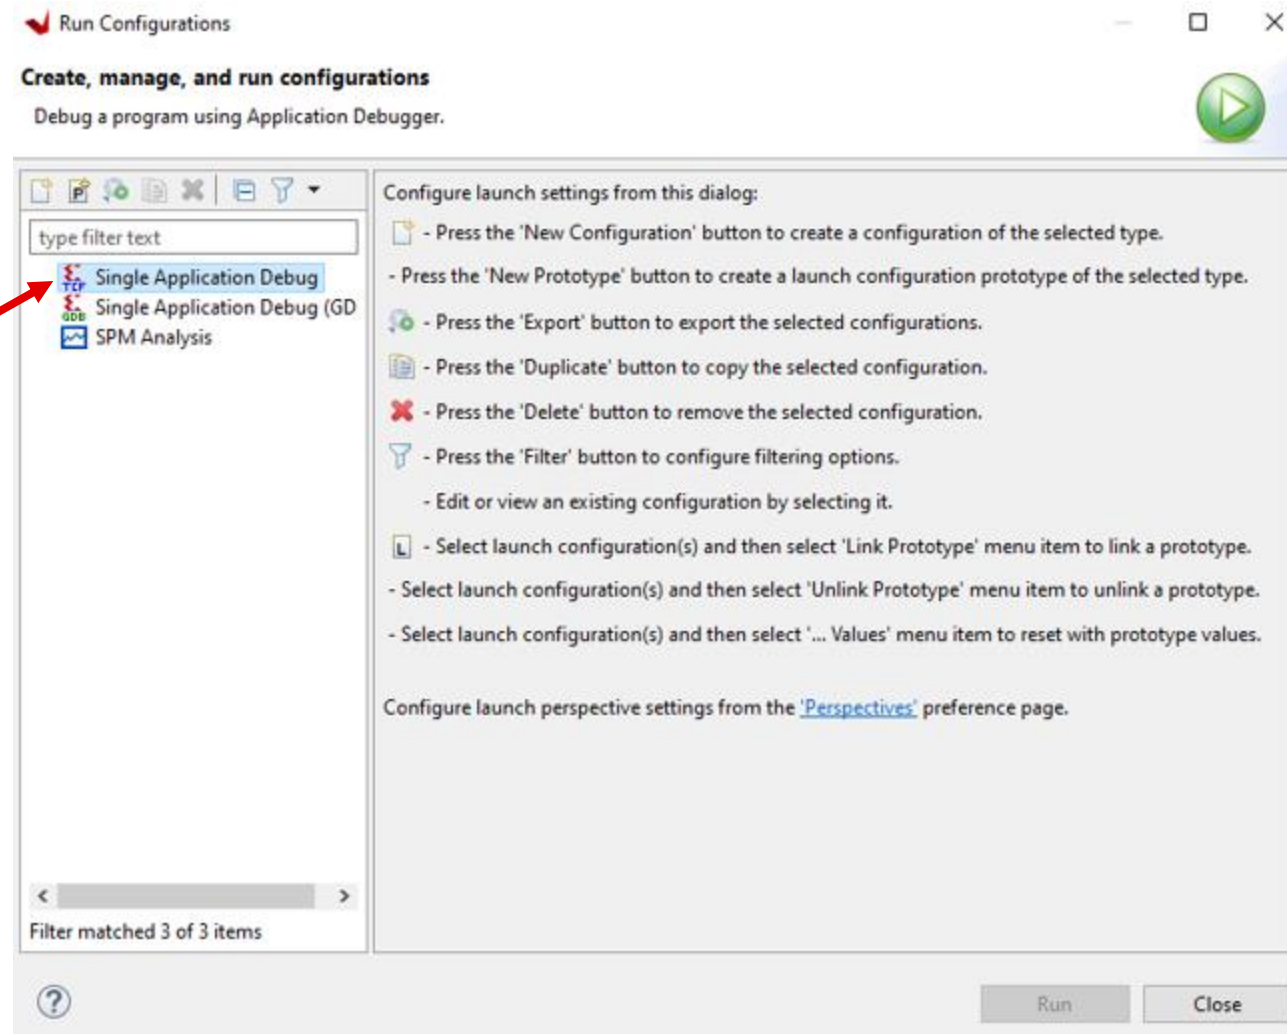 Run Configurations
Create, manage, and run configurations
Debug a program using Application Debugger.
type filter text
Single Application Debug
Single Application Debug (GD
SPM Analysis
Filter matched 3 of 3 items
Configure launch settings from this dialog:
- Press the 'New Configuration' button to create a configuration of the selected type.
- Press the 'New Prototype' button to create a launch configuration prototype of the selected type.
- Press the 'Export' button to export the selected configurations.
- Press the 'Duplicate' button to copy the selected configuration.
- Press the 'Delete' button to remove the selected configuration.
- Press the 'Filter' button to configure filtering options.
- Edit or view an existing configuration by selecting it.
- Select launch configuration(s) and then select 'Link Prototype' menu item to link a prototype.
- Select launch configuration(s) and then select 'Unlink Prototype' menu item to unlink a prototype.
- Select launch configuration(s) and then select '... Values' menu item to reset with prototype values.
Configure launch perspective settings from the 'Perspectives' preference page.
Run
Close